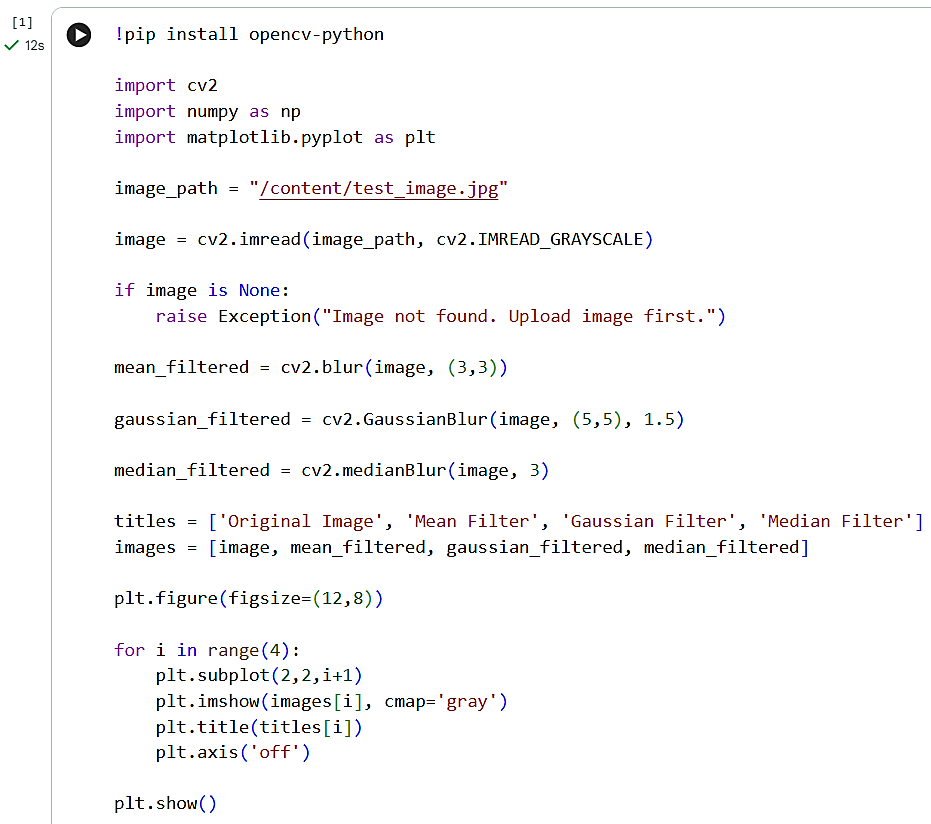 [1]
12s
!pip install opencv-python
import cv2
import numpy as np
import matplotlib.pyplot as plt
image_path = "/content/test_image.jpg"
image = cv2.imread(image_path, cv2.IMREAD_GRAYSCALE)
if image is None:
    raise Exception("Image not found. Upload image first.")
mean_filtered = cv2.blur(image, (3,3))
gaussian_filtered = cv2.GaussianBlur(image, (5,5), 1.5)
median_filtered = cv2.medianBlur(image, 3)
titles = ['Original Image', 'Mean Filter', 'Gaussian Filter', 'Median Filter']
images = [image, mean_filtered, gaussian_filtered, median_filtered]
plt.figure(figsize=(12,8))
for i in range(4):
    plt.subplot(2,2,i+1)
    plt.imshow(images[i], cmap='gray')
    plt.title(titles[i])
    plt.axis('off')
plt.show()